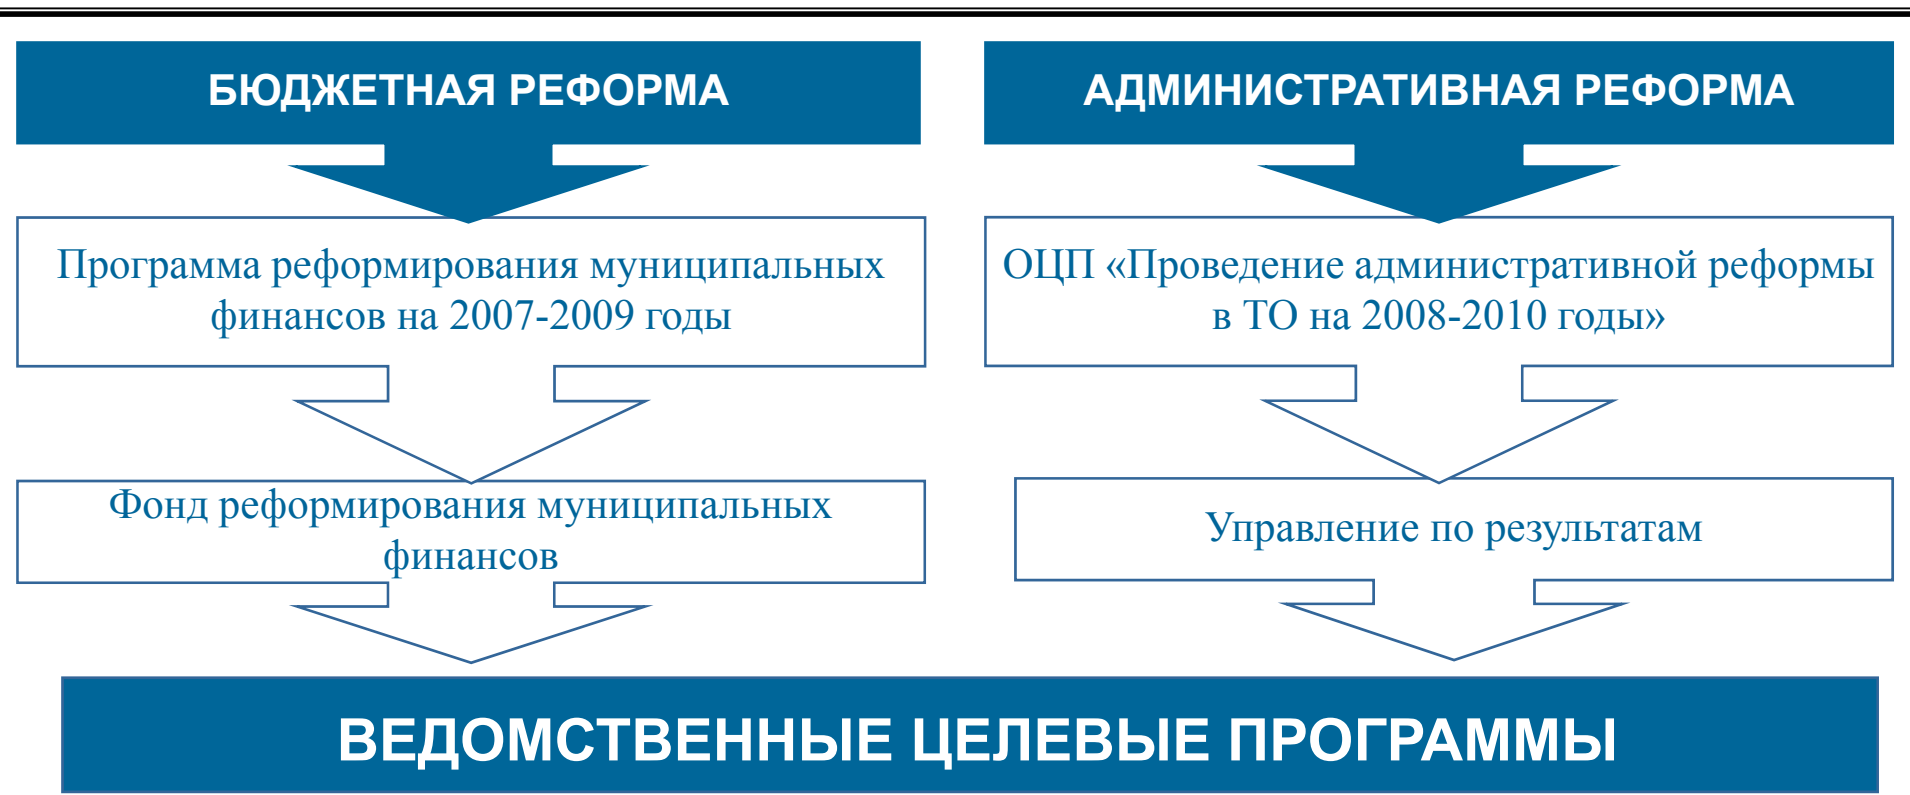 БЮДЖЕТНАЯ РЕФОРМА
Программа реформирования муниципальных
финансов на 2007-2009 годы
Фонд реформирования муниципальных
финансов
АДМИНИСТРАТИВНАЯ РЕФОРМА
ОЦП «Проведение административной реформы
в ТО на 2008-2010 годы»
Управление по результатам
ВЕДОМСТВЕННЫЕ ЦЕЛЕВЫЕ ПРОГРАММЫ